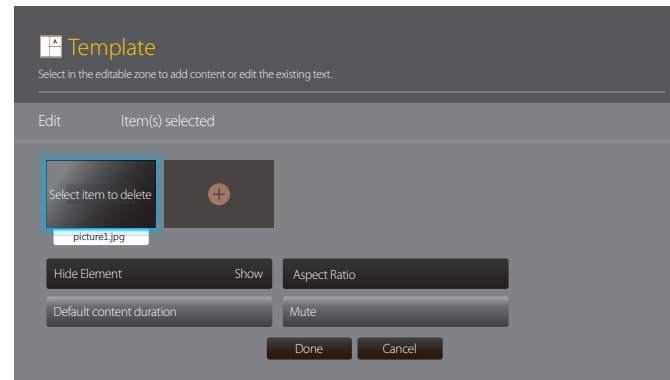 A
Template
Select in the editable zone to add content or edit the existing text.
Edit Item(s) selected
Select item to delete
picture1.jpg
Hide Element Show Aspect Ratio
Default content duration Mute
Done Cancel